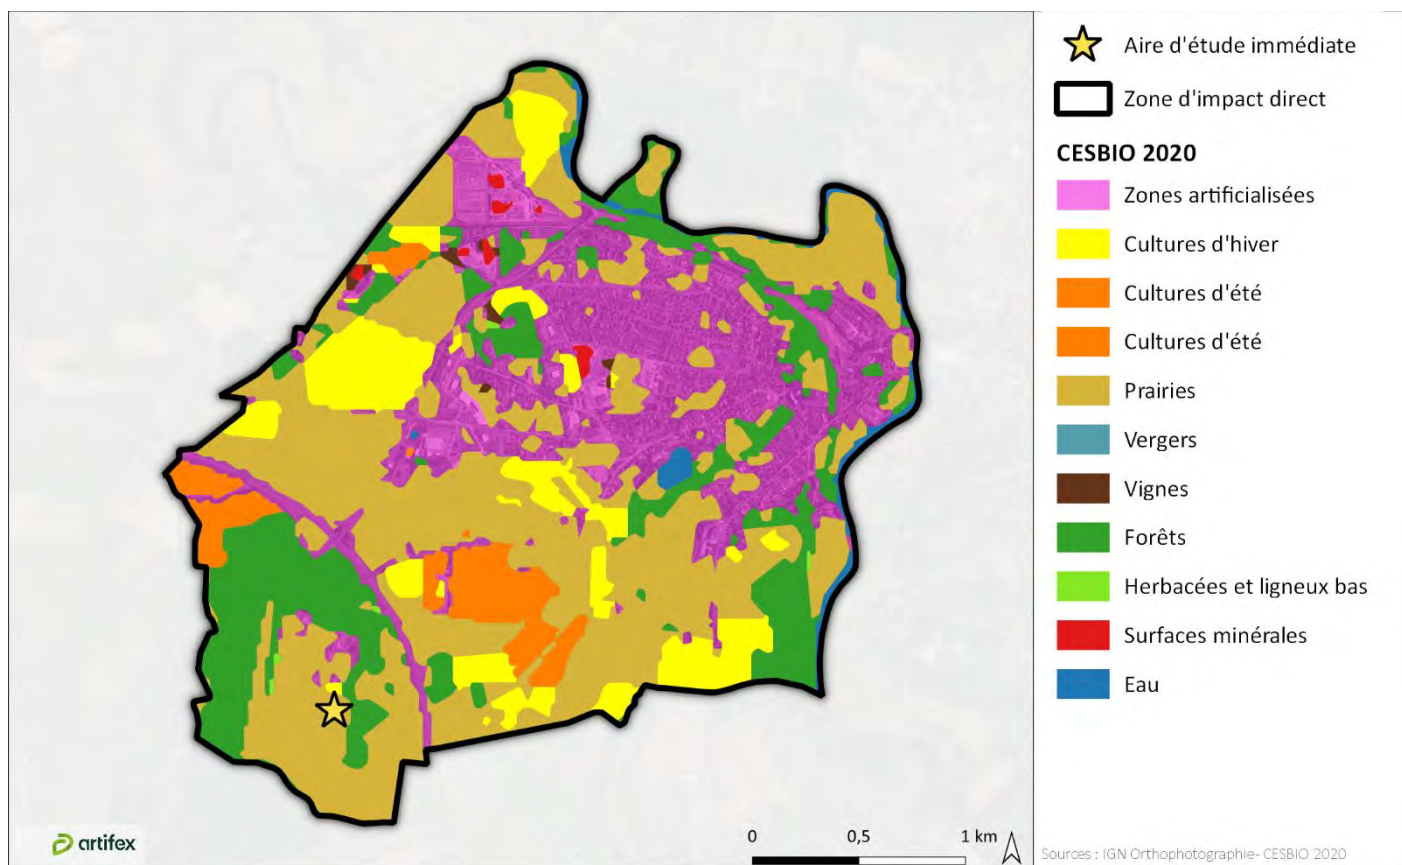 Aire d'étude immédiate
Zone d'impact direct
CESBIO 2020
Zones artificialisées
Cultures d'hiver
Cultures d'été
Cultures d'été
Prairies
Vergers
Vignes
Forêts
Herbacées et ligneux bas
Surfaces minérales
Eau
artifex
0 0,5 1 km
Sources : IGN Orthophotographie- CESBIO 2020